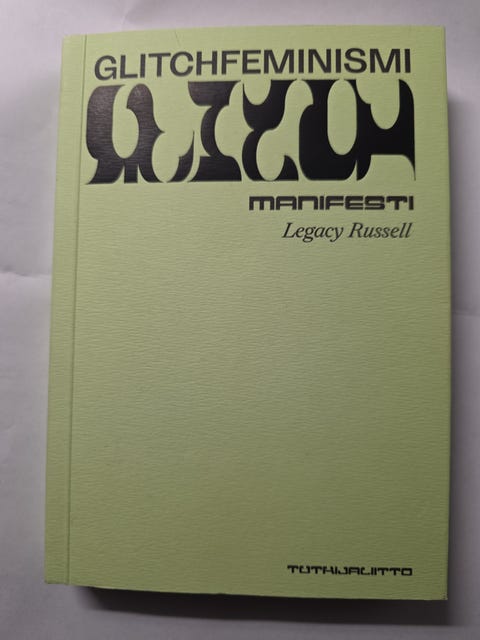 GLITCHFEMINISMI
MANIFESTI
Legacy Russell
TUTKIJALIITTO